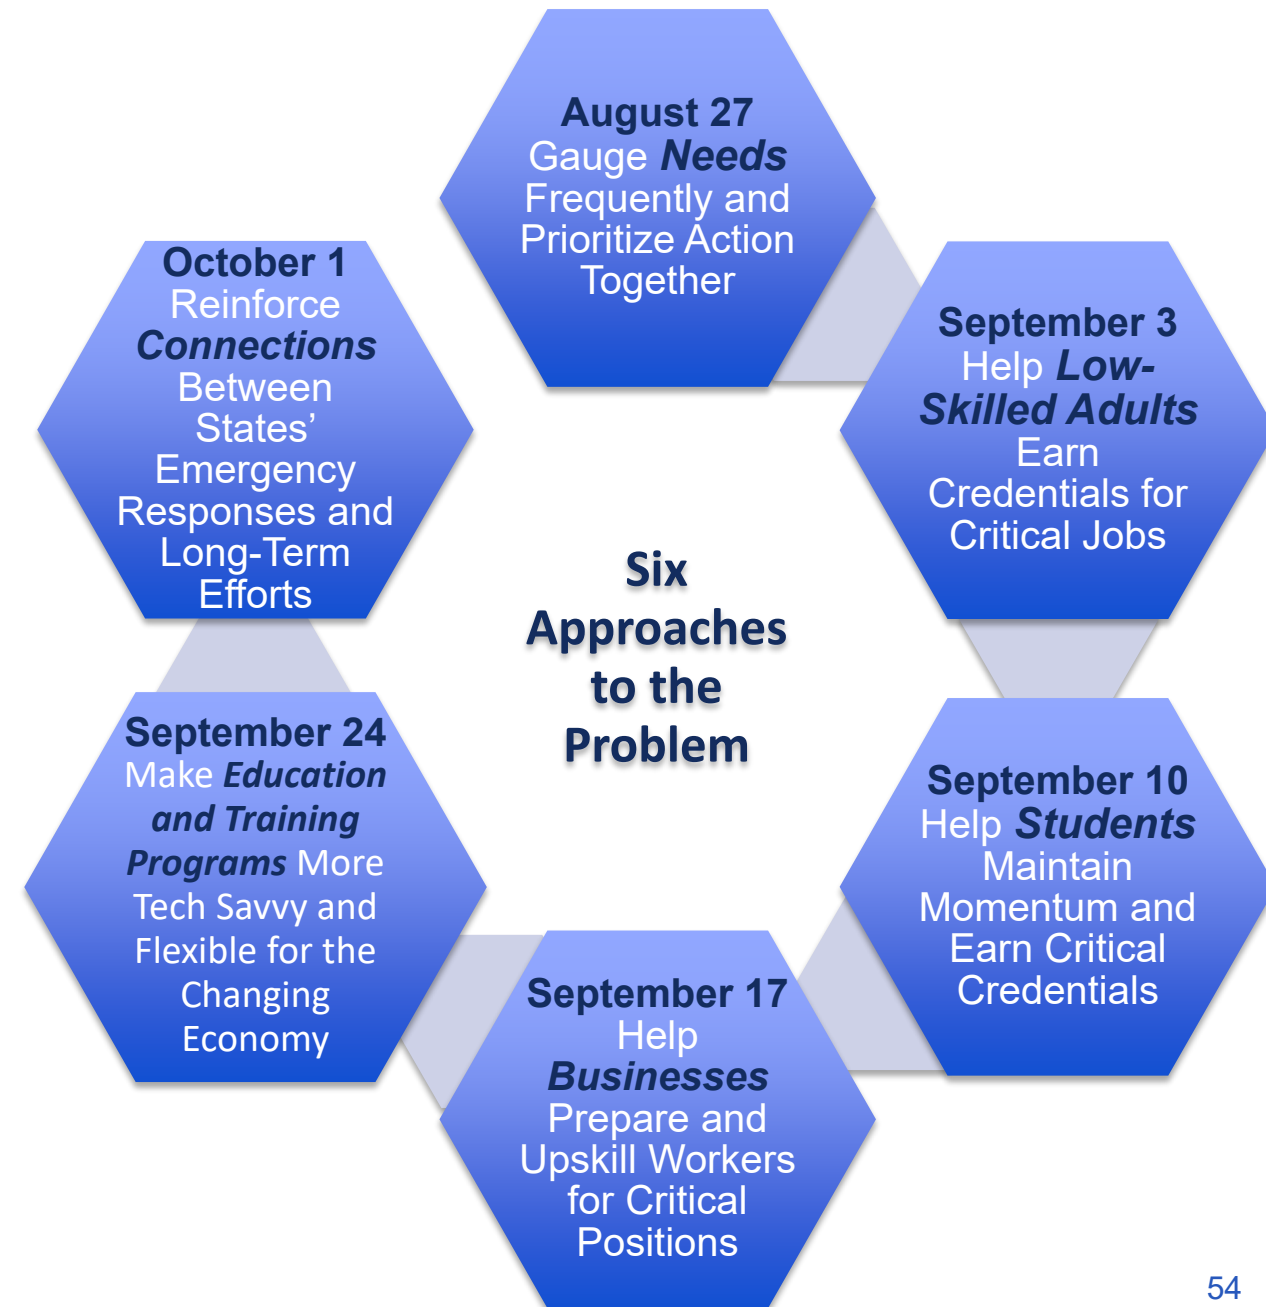 August 27
Gauge Needs
Frequently and
Prioritize Action
Together
September 3
Help Low-
Skilled Adults
Earn
Credentials for
Critical Jobs
September 10
Help Students
Maintain
Momentum and
Earn Critical
Credentials
September 17
Help
Businesses
Prepare and
Upskill Workers
for Critical
Positions
September 24
Make Education
and Training
Programs More
Tech Savvy and
Flexible for the
Changing
Economy
October 1
Reinforce
Connections
Between
States’
Emergency
Responses and
Long-Term
Efforts
Six
Approaches
to the
Problem
54